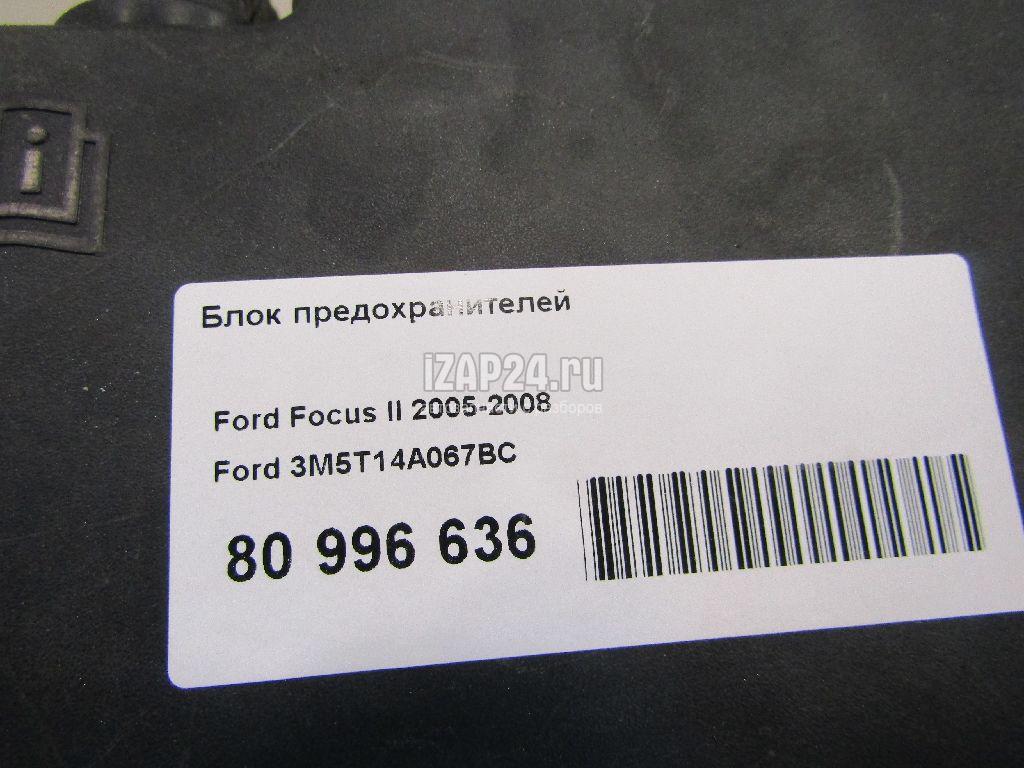 i
Блок предохранителей
iZAP24.ru
Ford Focus II 2005-2008
Ford 3M5T14A067BC
80 996 636